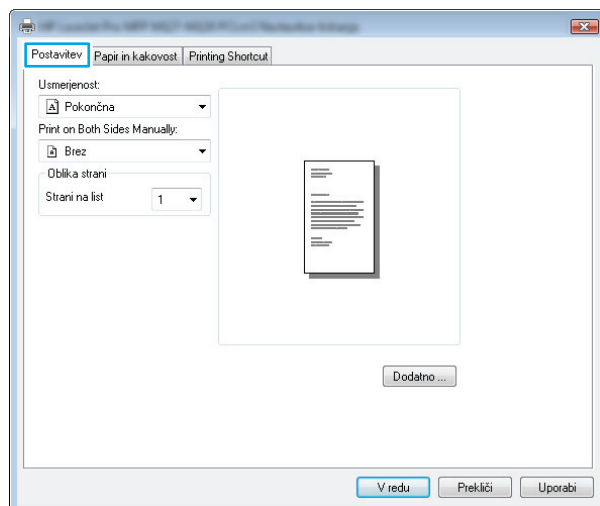 Postavitev Papir in kakovost Printing Shortcut
Usmerjenost:
Pokončna
Print on Both Sides Manually:
Brez
Oblika strani
Strani na list 1
Dodatno ...
V redu Prekliči Uporabi